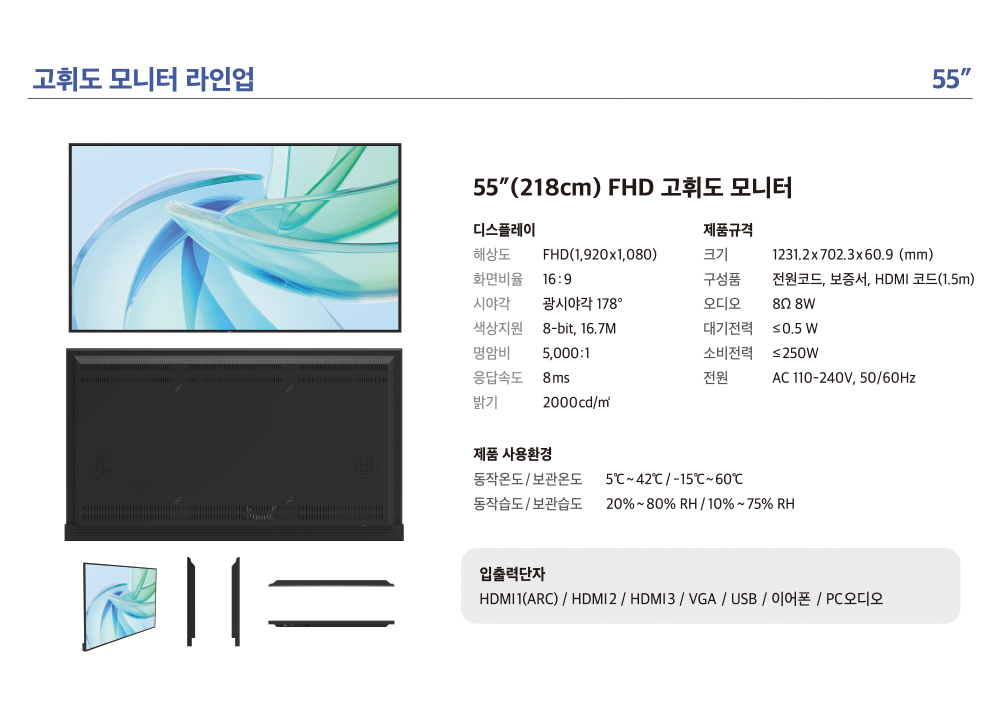 고휘도 모니터 라인업
55”
55”(218cm) FHD 고휘도 모니터
디스플레이
해상도 FHD(1,920x1,080)
화면비율 16:9
시야각 광시야각 178°
색상지원 8-bit, 16.7M
명암비 5,000:1
응답속도 8ms
밝기 2000cd/㎡
제품규격
크기 1231.2x702.3x60.9 (mm)
구성품 전원코드, 보증서, HDMI 코드(1.5m)
오디오 8Ω 8W
대기전력 ≤0.5 W
소비전력 ≤250W
전원 AC 110-240V, 50/60Hz
제품 사용환경
동작온도/보관온도 5℃~42℃/-15℃~60℃
동작습도/보관습도 20%~80% RH/10%~75% RH
입출력단자
HDMI1(ARC) / HDMI2 / HDMI3 / VGA / USB / 이어폰 / PC오디오